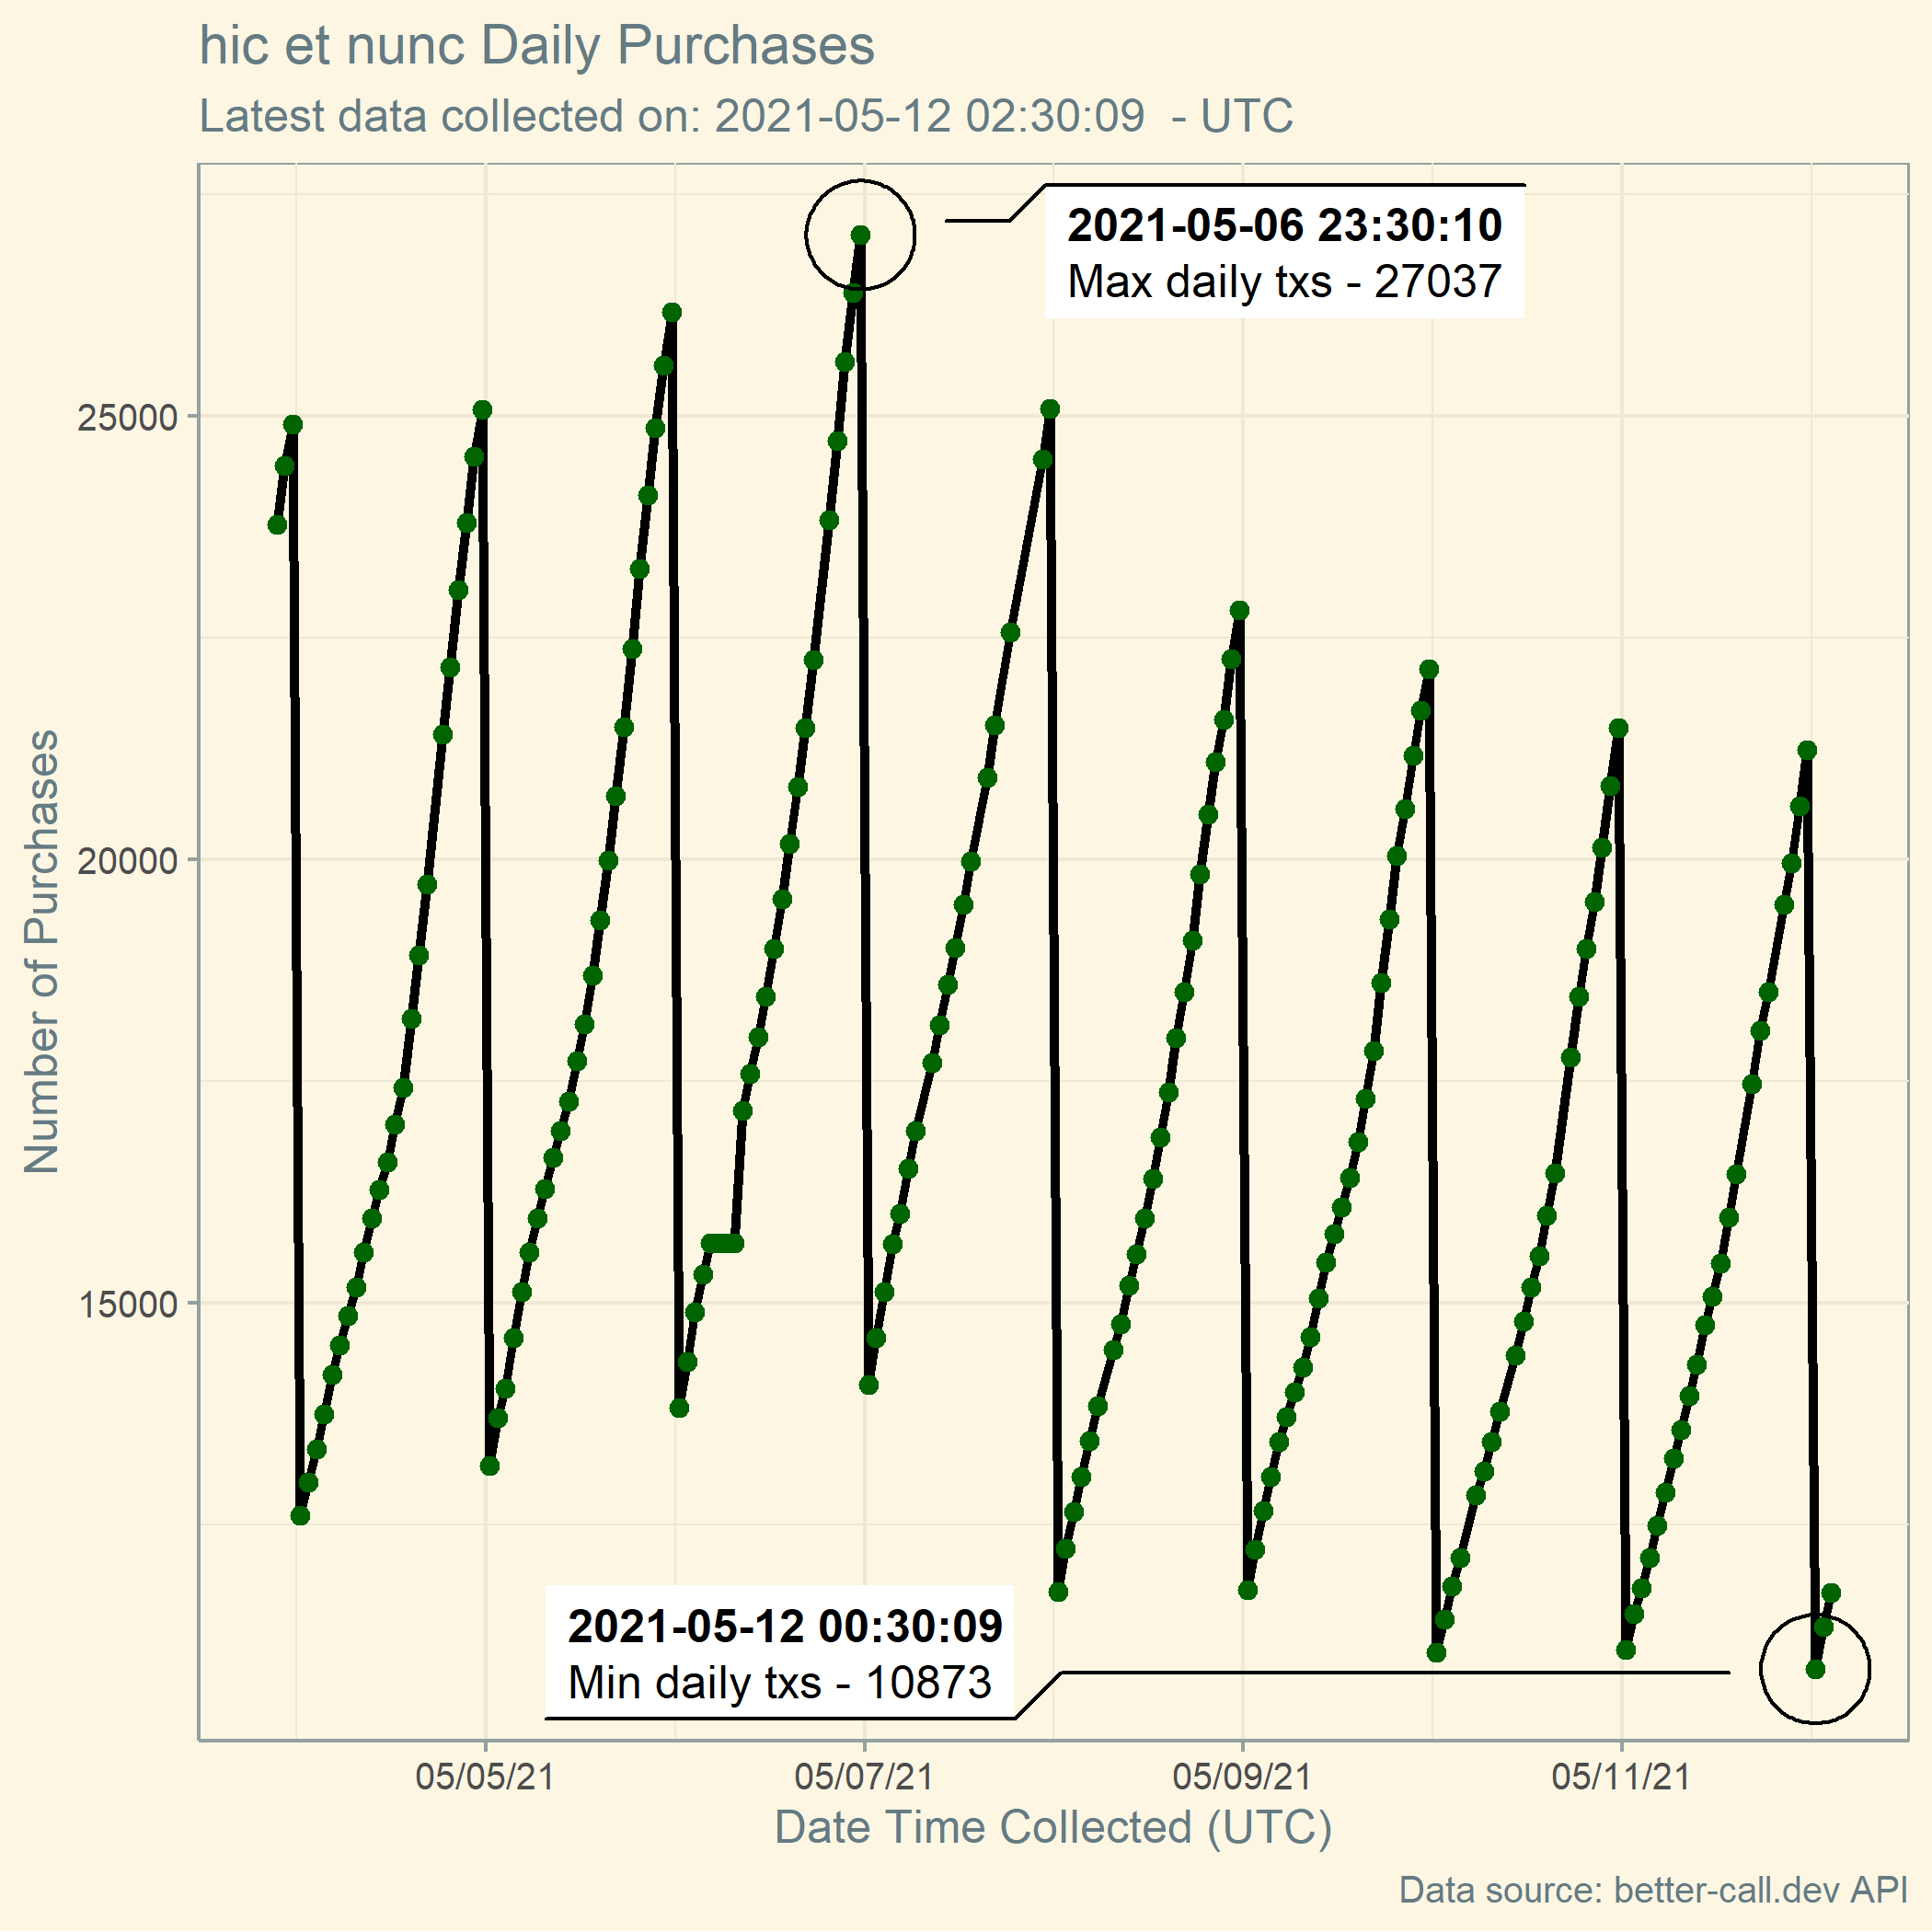 hic et nunc Daily Purchases
Latest data collected on: 2021-05-12 02:30:09  - UTC
2021-05-06 23:30:10
Max daily txs - 27037
25000
20000
15000
Number of Purchases
2021-05-12 00:30:09
Min daily txs - 10873
05/05/21
05/07/21
05/09/21
05/11/21
Date Time Collected (UTC)
Data source: better-call.dev API